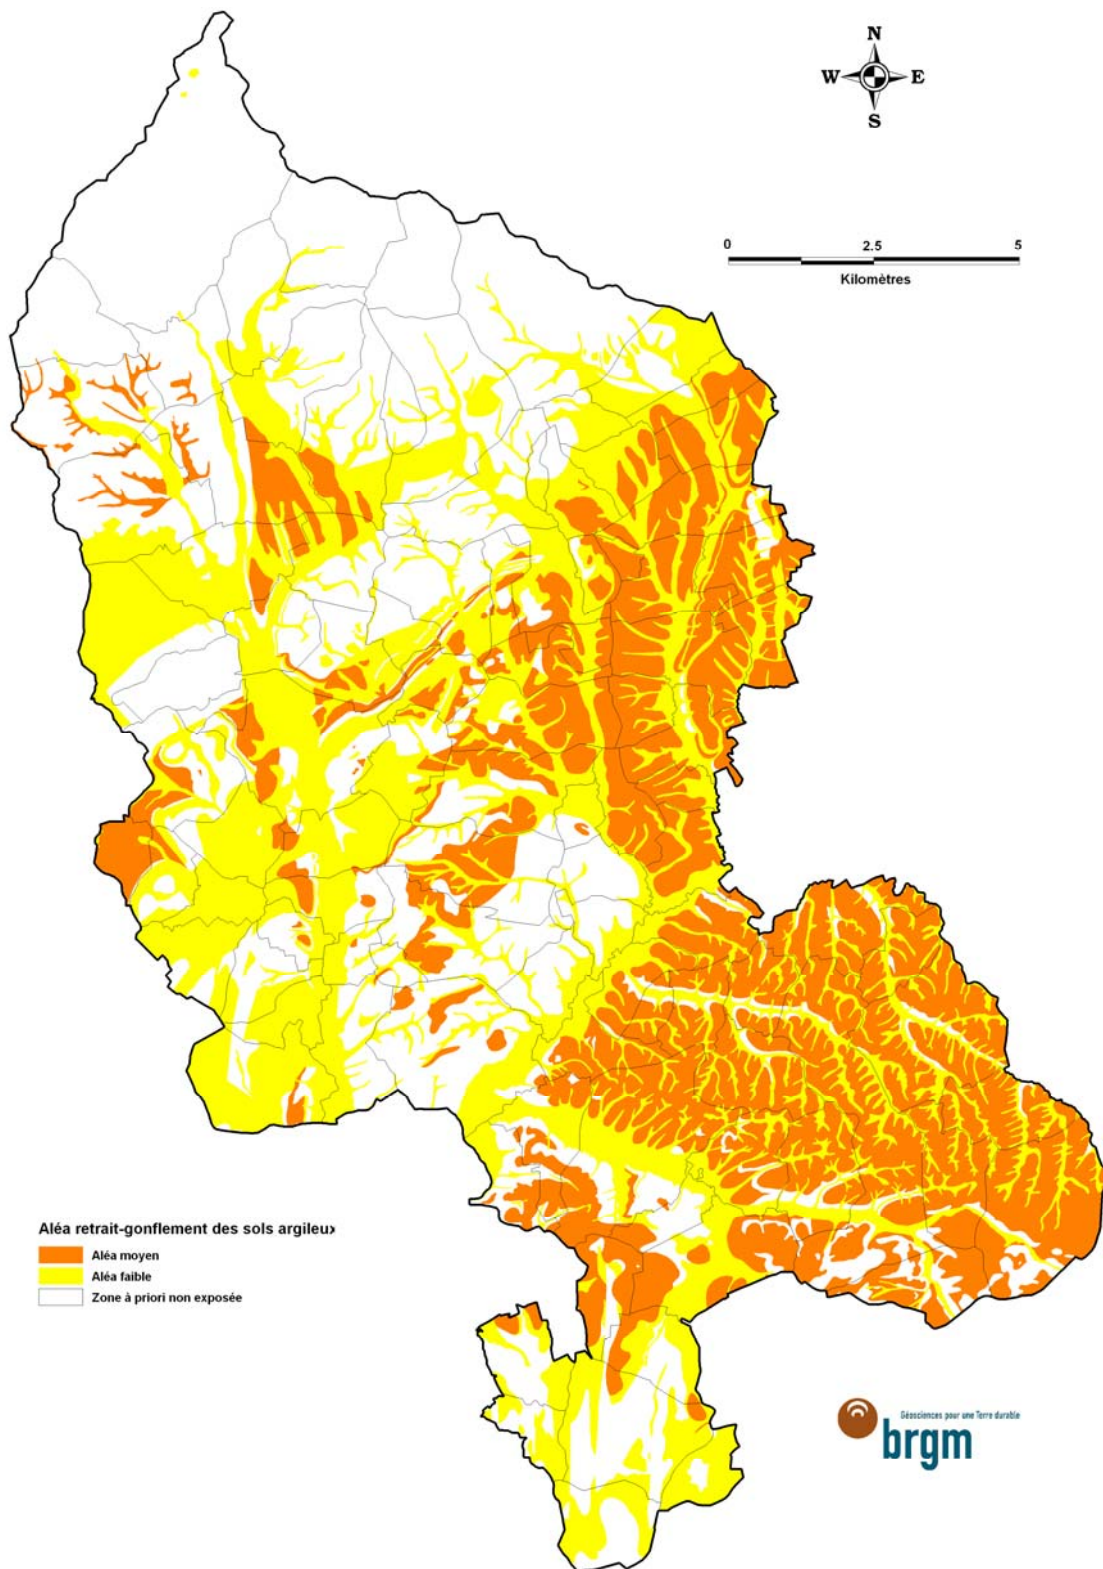 N
W E
S
0 2.5 5
Kilomètres
Aléa retrait-gonflement des sols argileux
Aléa moyen
Aléa faible
Zone à priori non exposée
Géosciences pour une Terre durable
brgm